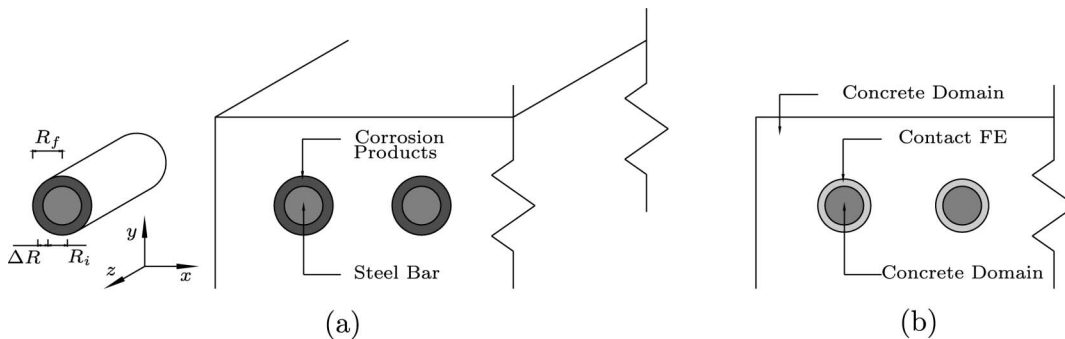 R_f
ΔR
R_i
y
z
x
Corrosion
Products
Steel Bar
(a)
Concrete Domain
Contact FE
Concrete Domain
(b)